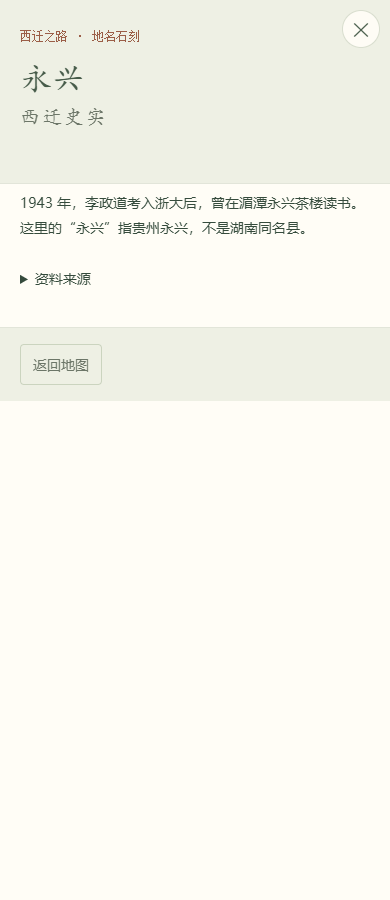 西迁之路 · 地名石刻
永兴
西迁史实
1943 年，李政道考入浙大后，曾在湄潭永兴茶楼读书。
这里的“永兴”指贵州永兴，不是湖南同名县。
▶ 资料来源
返回地图